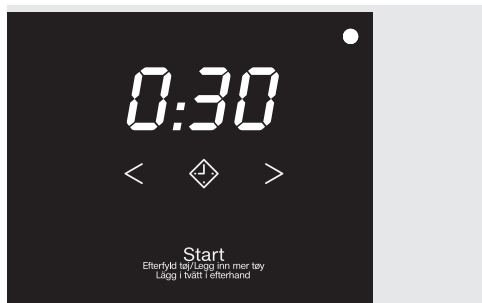 0:30
< >
Start
Efterfyld tøj/Legg inn mer tøy
Lägg i tvätt i efterhand